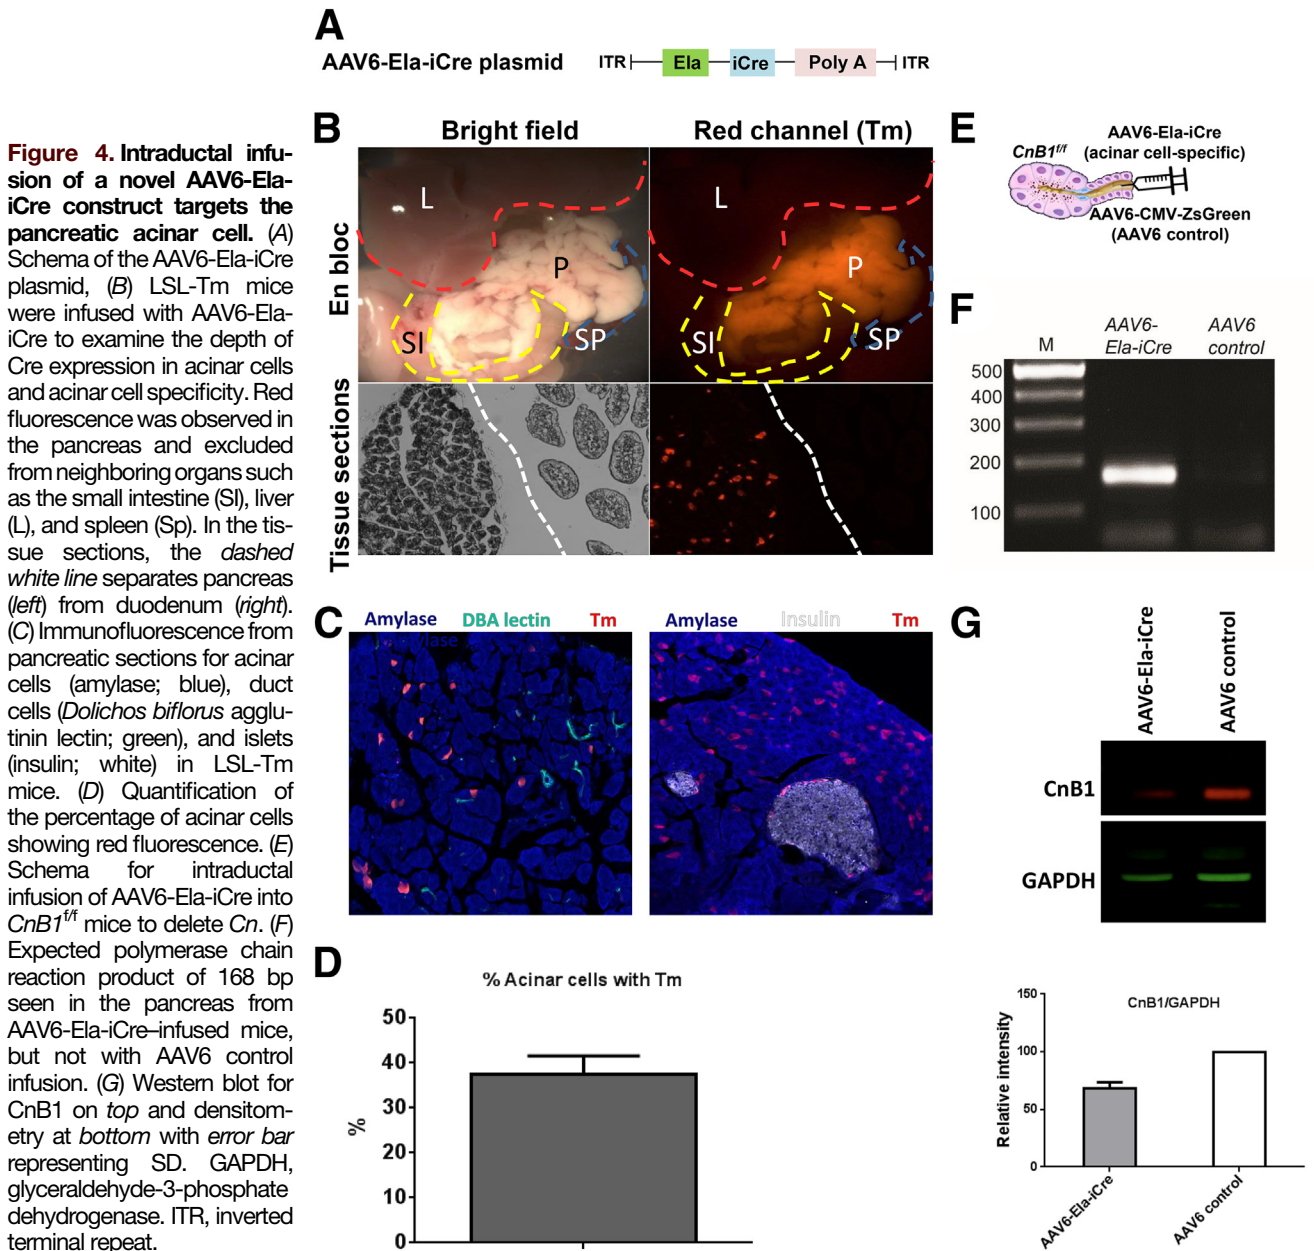 Figure 4. Intraductal infu-
sion of a novel AAV6-Ela-
iCre construct targets the
pancreatic acinar cell. (A)
Schema of the AAV6-Ela-iCre
plasmid, (B) LSL-Tm mice
were infused with AAV6-Ela-
iCre to examine the depth of
Cre expression in acinar cells
and acinar cell specificity. Red
fluorescence was observed in
the pancreas and excluded
from neighboring organs such
as the small intestine (SI), liver
(L), and spleen (Sp). In the tis-
sue sections, the dashed
white line separates pancreas
(left) from duodenum (right).
(C) Immunofluorescence from
pancreatic sections for acinar
cells (amylase; blue), duct
cells (Dolichos biflorus agglu-
tinin lectin; green), and islets
(insulin; white) in LSL-Tm
mice. (D) Quantification of
the percentage of acinar cells
showing red fluorescence. (E)
Schema for intraductal
infusion of AAV6-Ela-iCre into
CnB1f/f mice to delete Cn. (F)
Expected polymerase chain
reaction product of 168 bp
seen in the pancreas from
AAV6-Ela-iCre–infused mice,
but not with AAV6 control
infusion. (G) Western blot for
CnB1 on top and densitom-
etry at bottom with error bar
representing SD. GAPDH,
glyceraldehyde-3-phosphate
dehydrogenase. ITR, inverted
terminal repeat.
A
AAV6-Ela-iCre plasmid
ITR Ela iCre Poly A ITR
B
Bright field
Red channel (Tm)
En bloc
L
P
SI
SP
L
P
SI
SP
Tissue sections
C
Amylase DBA lectin Tm
Amylase Insulin Tm
D
% Acinar cells with Tm
%
50
40
30
20
10
0
E
CnB1f/f
AAV6-Ela-iCre
(acinar cell-specific)
AAV6-CMV-ZsGreen
(AAV6 control)
F
M
AAV6-
Ela-iCre
AAV6
control
500
400
300
200
100
G
AAV6-Ela-iCre
AAV6 control
CnB1
GAPDH
CnB1/GAPDH
Relative intensity
150
100
50
0
AAV6-Ela-iCre
AAV6 control